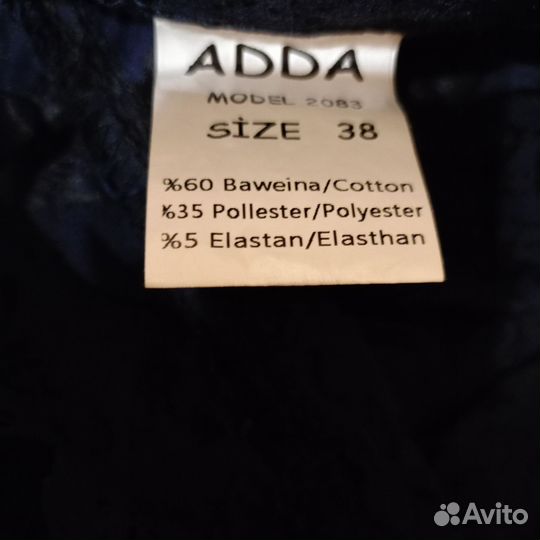 ADDA
MODEL 2083
SİZE 38
%60 Baweina/Cotton
%35 Pollester/Polyester
%5 Elastan/Elasthan
Avito